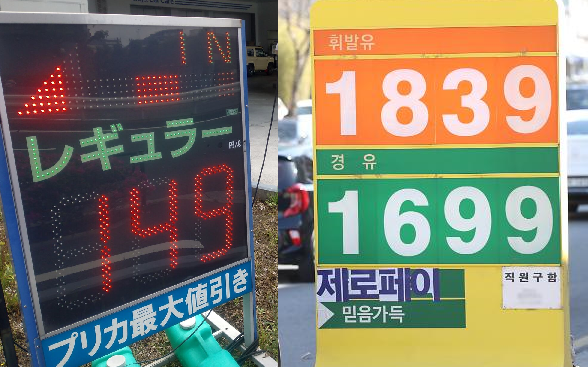 IN
レギュラー
149
プリカ最大値引き
휘발유
1839
경 유
1699
제로페이
믿음가득
직원구함